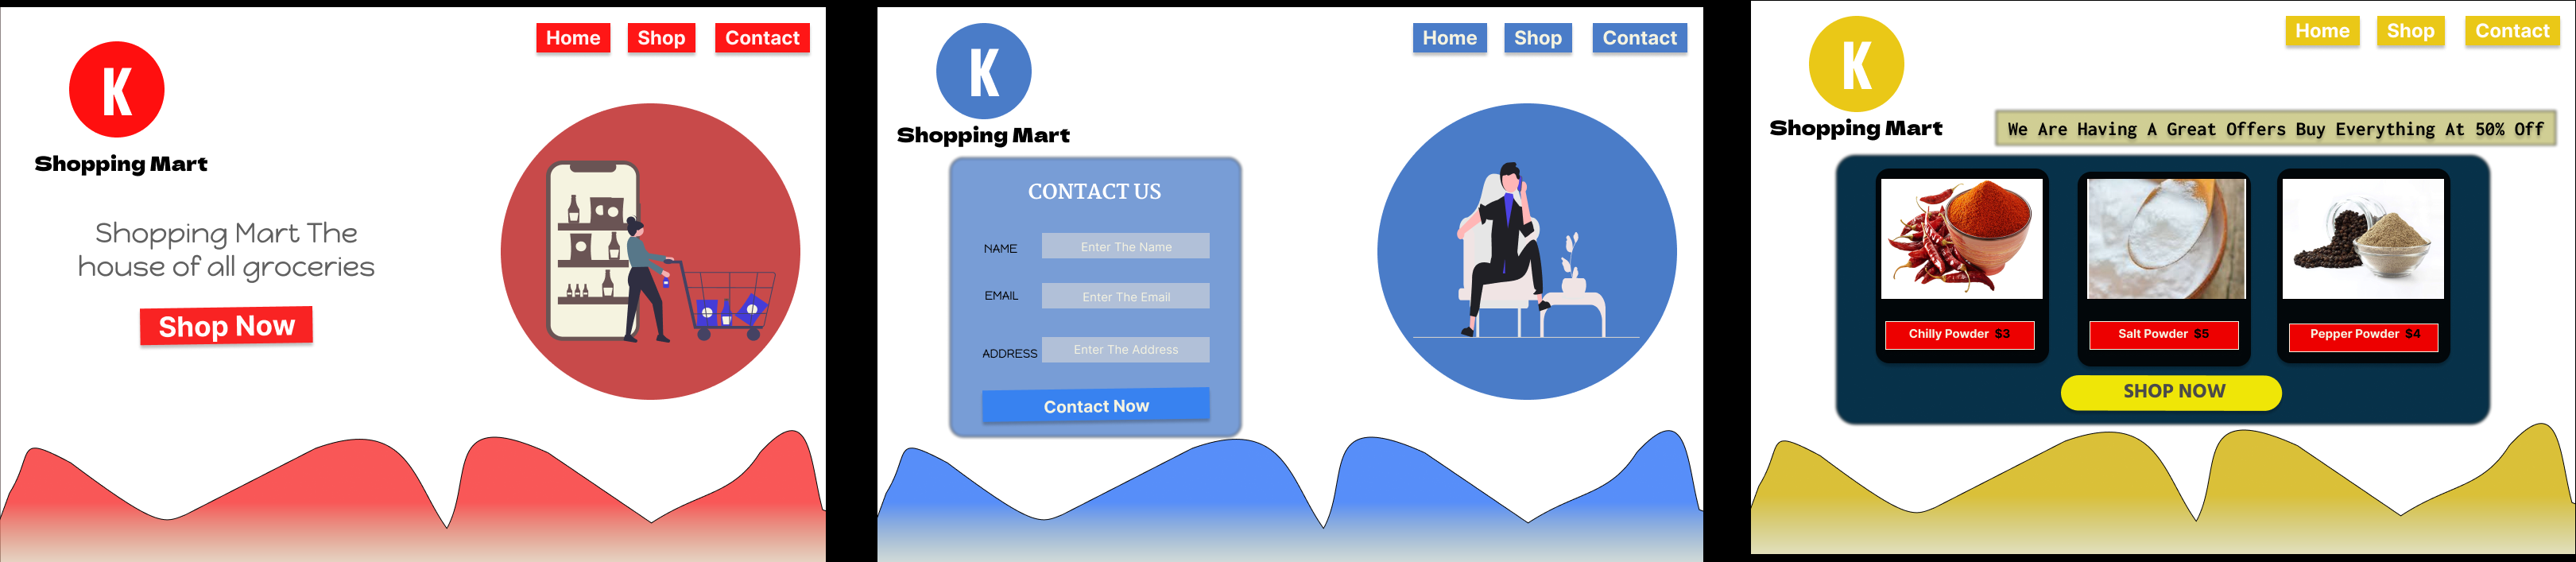 Home Shop Contact
K
Shopping Mart
Shopping Mart The
house of all groceries
Shop Now
Home Shop Contact
K
Shopping Mart
CONTACT US
NAME Enter The Name
EMAIL Enter The Email
ADDRESS Enter The Address
Contact Now
Home Shop Contact
K
Shopping Mart
We Are Having A Great Offers Buy Everything At 50% Off
Chilly Powder $3
Salt Powder $5
Pepper Powder $4
SHOP NOW